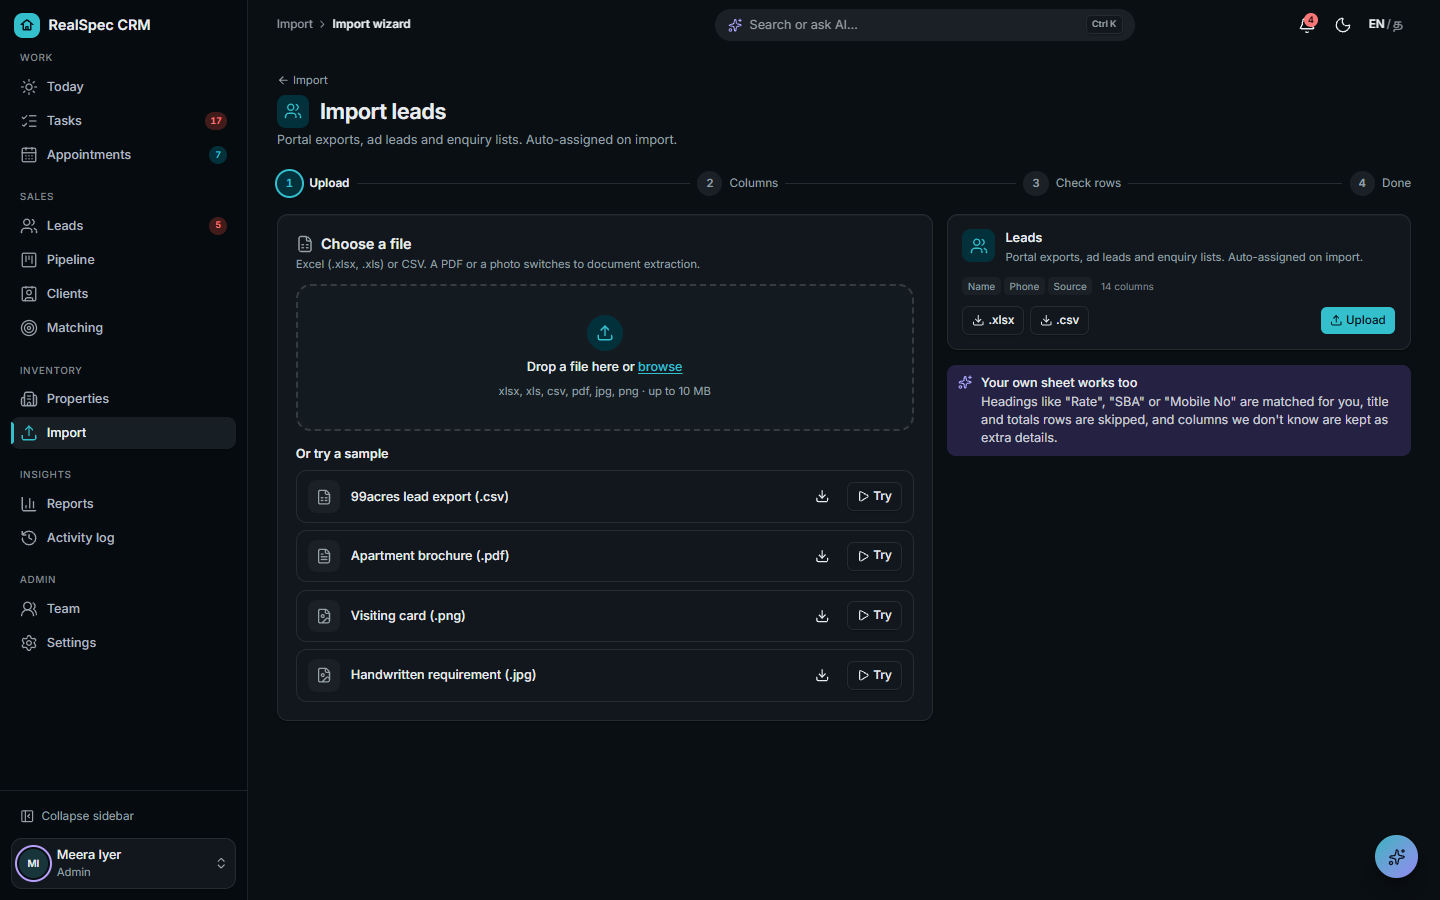 RealSpec CRM
WORK
Today
Tasks
17
Appointments
7
SALES
Leads
5
Pipeline
Clients
Matching
INVENTORY
Properties
Import
INSIGHTS
Reports
Activity log
ADMIN
Team
Settings
Collapse sidebar
MI
Meera Iyer
Admin
Import
Import wizard
Search or ask AI...
Ctrl K
4
EN / த
Import
Import leads
Portal exports, ad leads and enquiry lists. Auto-assigned on import.
1 Upload
2 Columns
3 Check rows
4 Done
Choose a file
Excel (.xlsx, .xls) or CSV. A PDF or a photo switches to document extraction.
Drop a file here or browse
xlsx, xls, csv, pdf, jpg, png · up to 10 MB
Or try a sample
99acres lead export (.csv)
Try
Apartment brochure (.pdf)
Try
Visiting card (.png)
Try
Handwritten requirement (.jpg)
Try
Leads
Portal exports, ad leads and enquiry lists. Auto-assigned on import.
Name Phone Source 14 columns
.xlsx
.csv
Upload
Your own sheet works too
Headings like "Rate", "SBA" or "Mobile No" are matched for you, title
and totals rows are skipped, and columns we don't know are kept as
extra details.